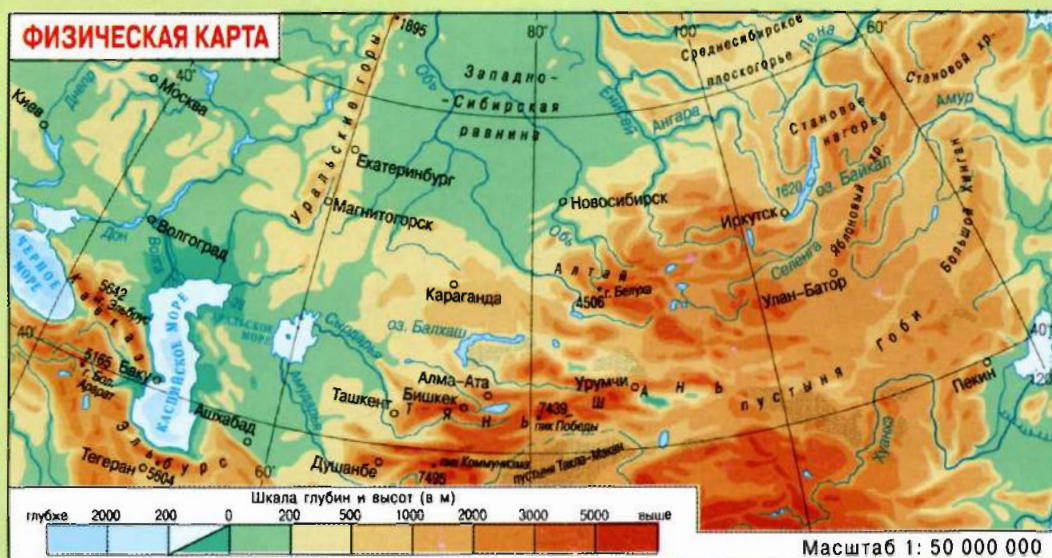 ФИЗИЧЕСКАЯ КАРТА
1895
40°
80°
100°
60°
Уральские горы
Обь
Западно-
-Сибирская
равнина
Енисей
Среднесибирское
плоскогорье
Лена
Становой хр.
Амур
Ангара
Становое
нагорье
Киев
Днепр
Москва
Екатеринбург
Магнитогорск
Новосибирск
Обь
Иркутск
1620
оз. Байкал
Яблоновый хр.
Большой Хинган
Дон
Волгоград
Волга
Селенга
Улан-Батор
ЧЕРНОЕ
МОРЕ
Кавказ
5642
г. Эльбрус
КАСПИЙСКОЕ МОРЕ
АРАЛЬСКОЕ
МОРЕ
Сырдарья
Амударья
Караганда
оз. Балхаш
Алтай
4506
г. Белуха
40°
5165
г. Бол.
Арарат
Баку
Ашхабад
Эльбурс
Тегеран
5604
60°
Ташкент
Алма-Ата
Бишкек
Урумчи
ТЯНЬ ШАНЬ
7439
пик Победы
Душанбе
7495
пик Коммунизма
пустыня Такла-Макан
пустыня Гоби
Хуанхэ
Пекин
40°
120°
Шкала глубин и высот (в м)
глубже 2000 200 0 200 500 1000 2000 3000 5000 выше
Масштаб 1: 50 000 000